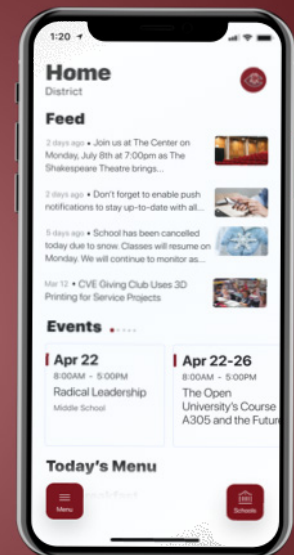 1:20
Home
District
Feed
2 days ago • Join us at The Center on
Monday, July 8th at 7:00pm as The
Shakespeare Theatre brings...
2 days ago • Don't forget to enable push
notifications to stay up-to-date with all...
5 days ago • School has been cancelled
today due to snow. Classes will resume on
Monday. We will continue to monitor as...
Mar 12 • CVE Giving Club Uses 3D
Printing for Service Projects
Events
Apr 22
8:00AM - 5:00PM
Radical Leadership
Middle School
Apr 22-26
8:00AM - 5:00PM
The Open
University's Course
A305 and the Futur
Today's Menu
Menu
Schools